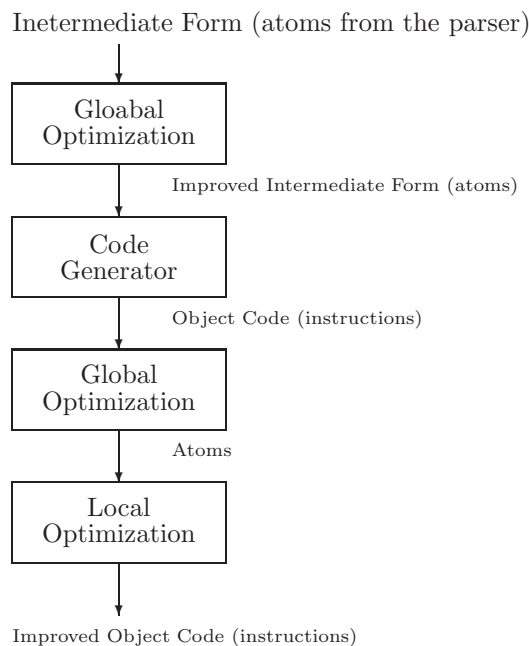 Inetermediate Form (atoms from the parser)
Gloabal
Optimization
Improved Intermediate Form (atoms)
Code
Generator
Object Code (instructions)
Global
Optimization
Atoms
Local
Optimization
Improved Object Code (instructions)